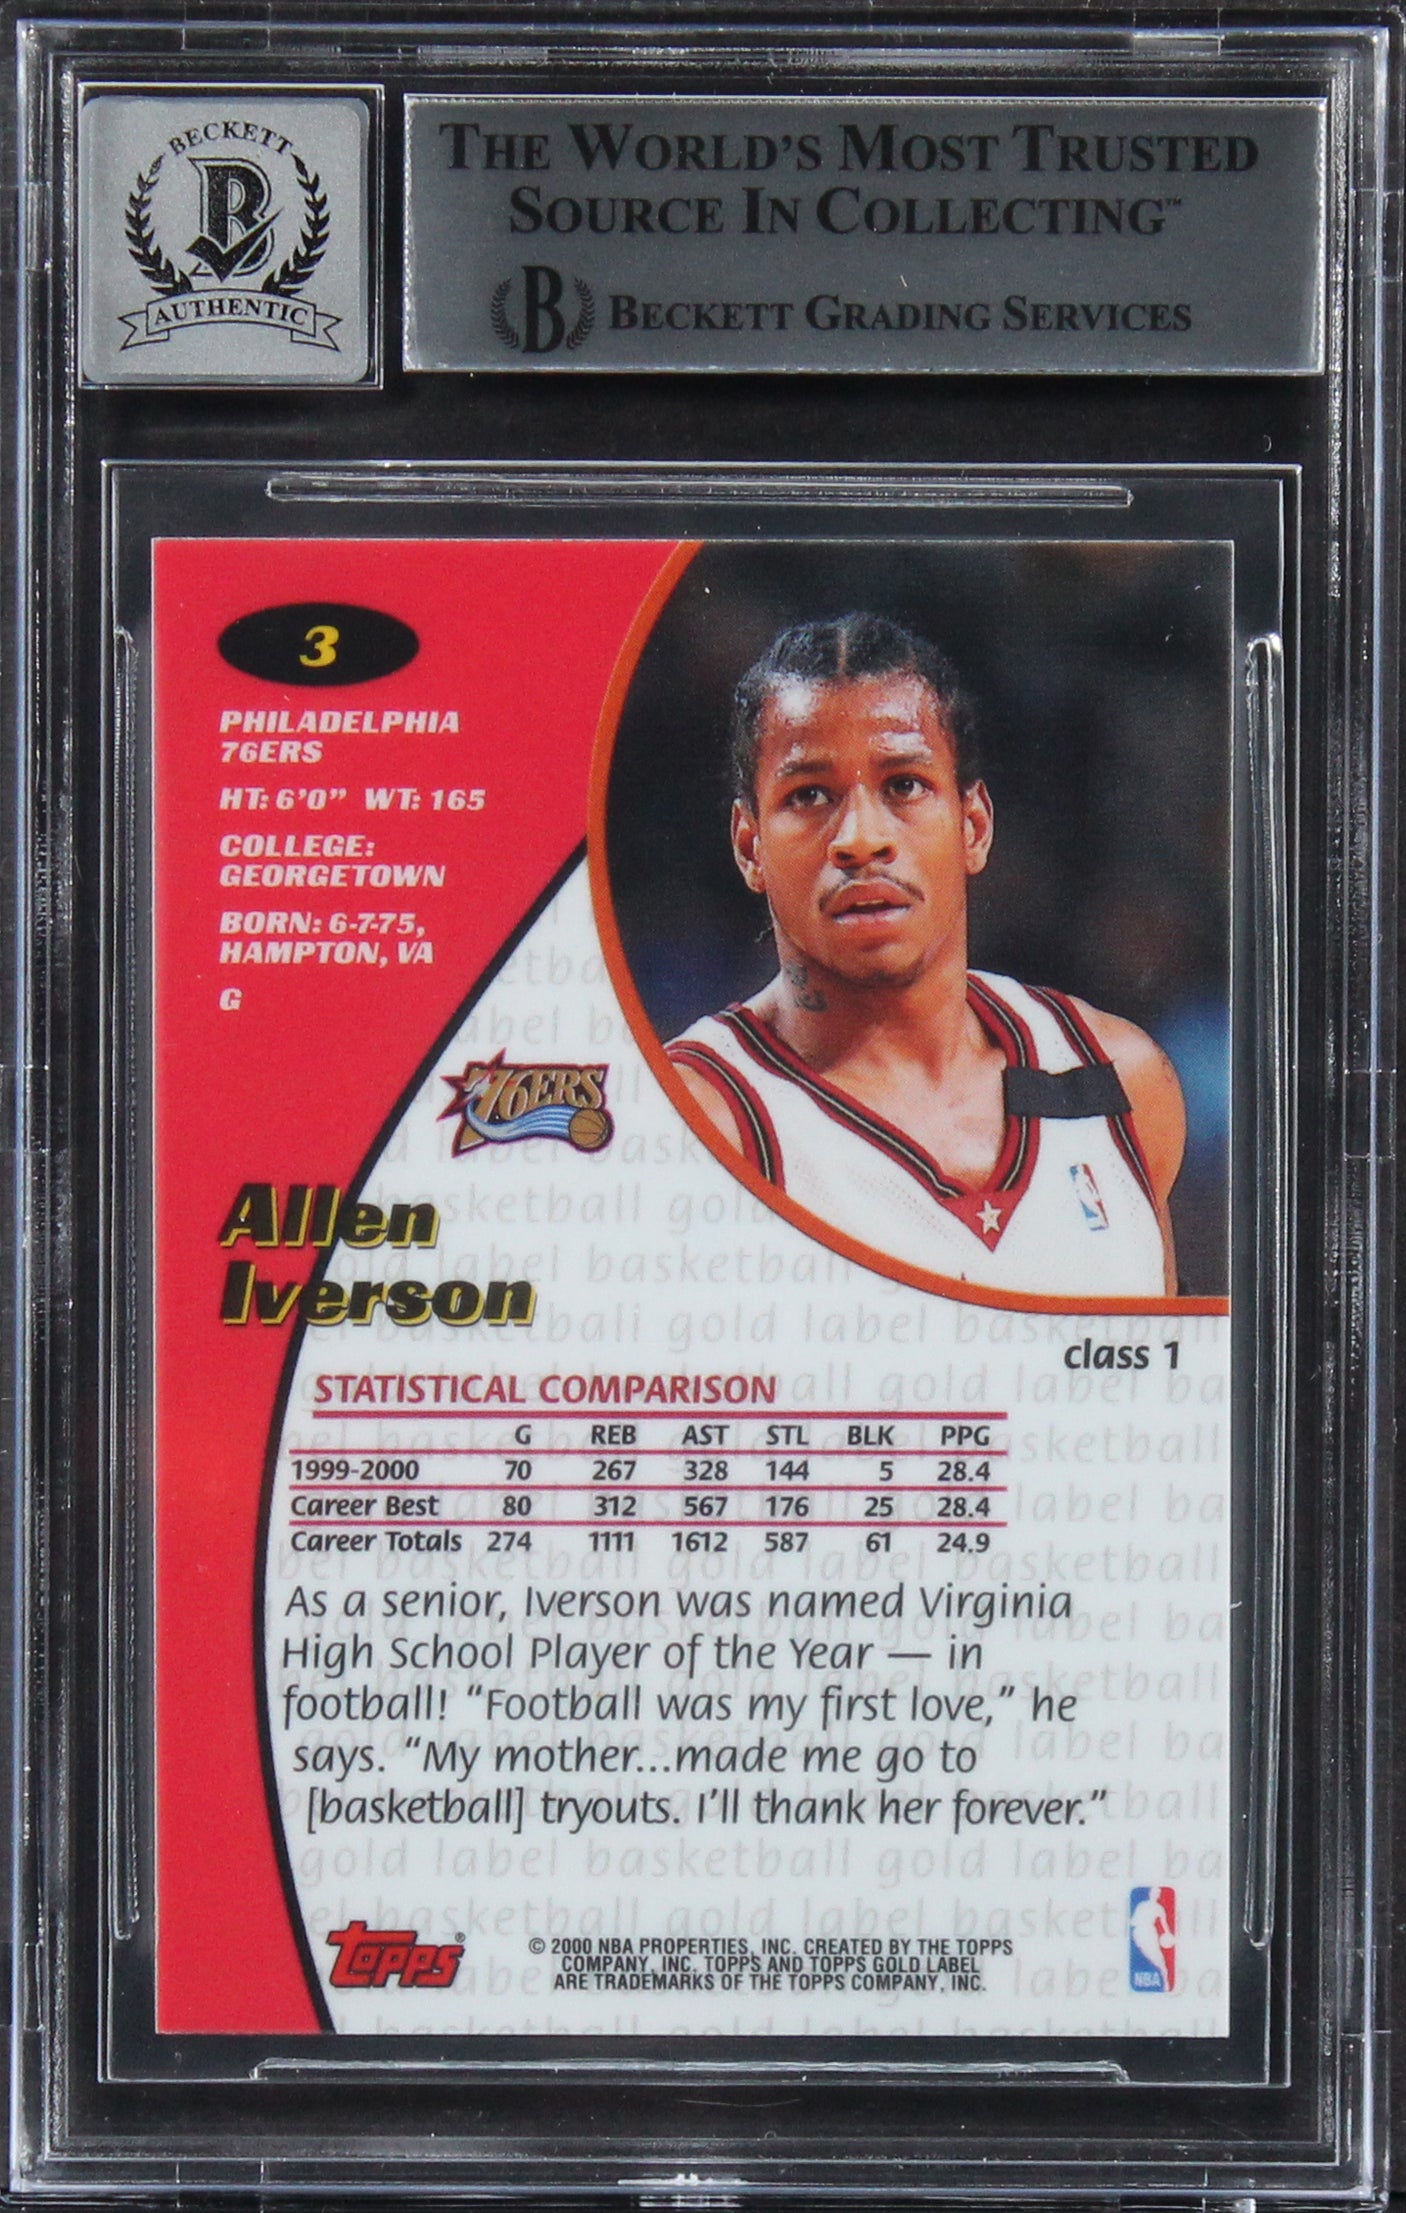 BECKETT
B
AUTHENTIC
THE WORLD'S MOST TRUSTED
SOURCE IN COLLECTING™
B BECKETT GRADING SERVICES
3
PHILADELPHIA
76ERS
HT: 6'0" WT: 165
COLLEGE:
GEORGETOWN
BORN: 6-7-75,
HAMPTON, VA
G
76ERS
Allen
Iverson
class 1
STATISTICAL COMPARISON
G REB AST STL BLK PPG
1999-2000 70 267 328 144 5 28.4
Career Best 80 312 567 176 25 28.4
Career Totals 274 1111 1612 587 61 24.9
As a senior, Iverson was named Virginia
High School Player of the Year — in
football! “Football was my first love,” he
says. “My mother...made me go to
[basketball] tryouts. I'll thank her forever.”
topps®
© 2000 NBA PROPERTIES, INC. CREATED BY THE TOPPS
COMPANY, INC. TOPPS AND TOPPS GOLD LABEL
ARE TRADEMARKS OF THE TOPPS COMPANY, INC.
NBA